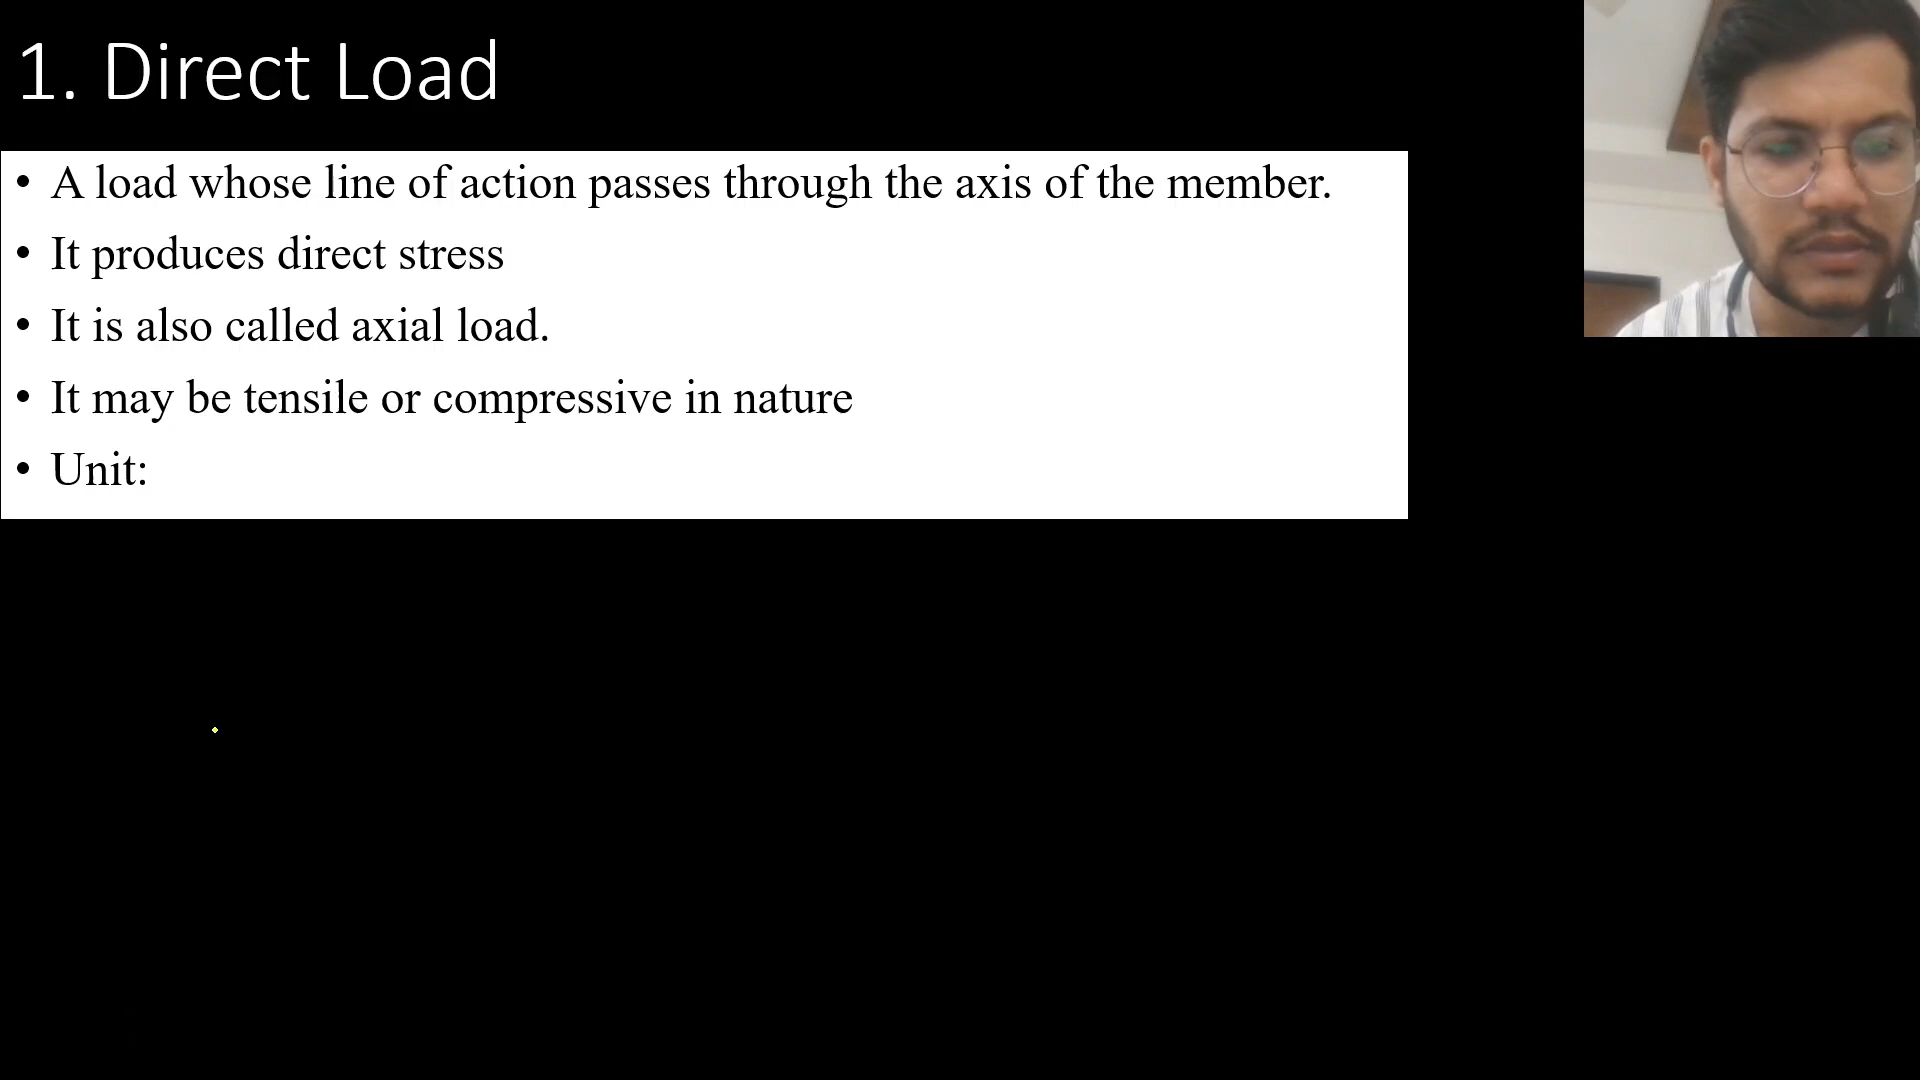 1. Direct Load
• A load whose line of action passes through the axis of the member.
• It produces direct stress
• It is also called axial load.
• It may be tensile or compressive in nature
• Unit: